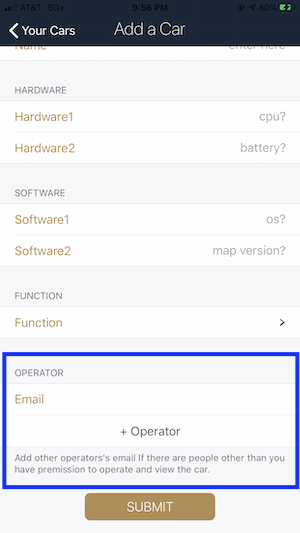 AT&T 5GE 9:56 PM 80%
Your Cars Add a Car
Name enter here
HARDWARE
Hardware1 cpu?
Hardware2 battery?
SOFTWARE
Software1 os?
Software2 map version?
FUNCTION
Function
OPERATOR
Email
+ Operator
Add other operators's email If there are people other than you
have premission to operate and view the car.
SUBMIT